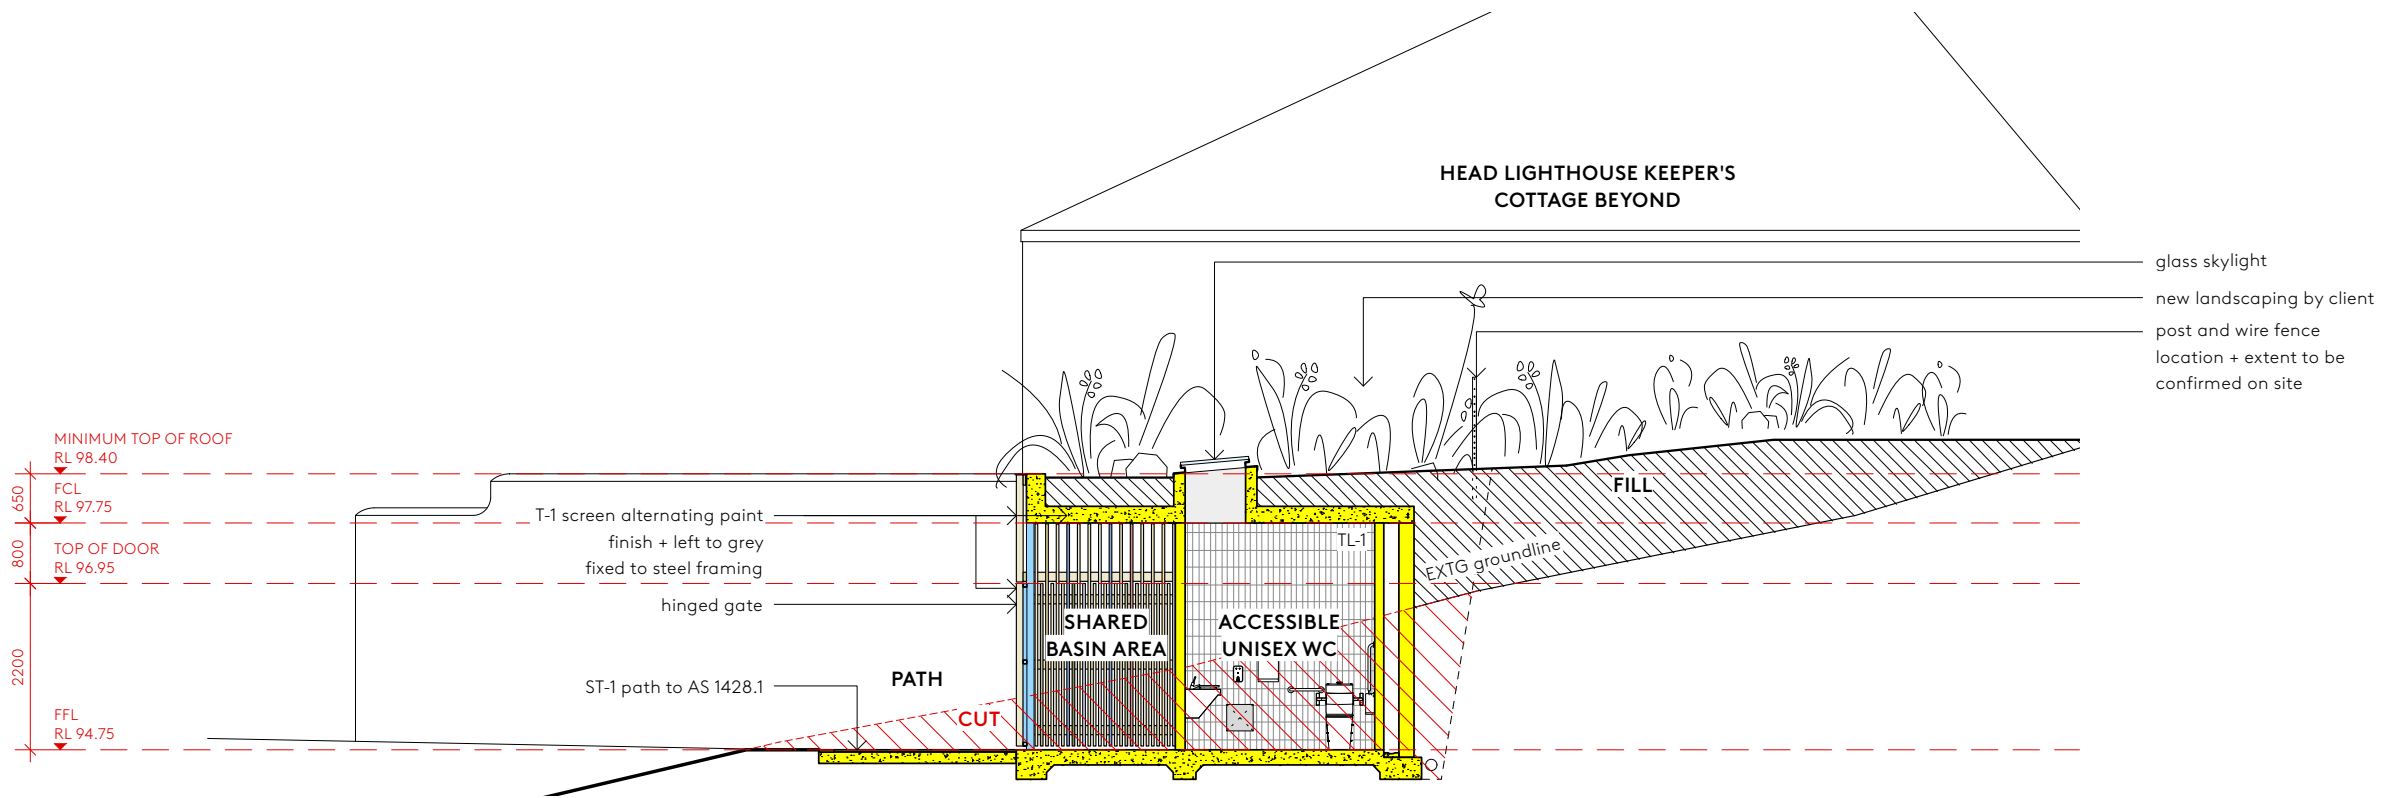 HEAD LIGHTHOUSE KEEPER'S
COTTAGE BEYOND
glass skylight
new landscaping by client
post and wire fence
location + extent to be
confirmed on site
MINIMUM TOP OF ROOF
RL 98.40
650
FCL
RL 97.75
800
TOP OF DOOR
RL 96.95
2200
FFL
RL 94.75
T-1 screen alternating paint
finish + left to grey
fixed to steel framing
hinged gate
ST-1 path to AS 1428.1
PATH
CUT
SHARED
BASIN AREA
ACCESSIBLE
UNISEX WC
TL-1
FILL
EXTG groundline